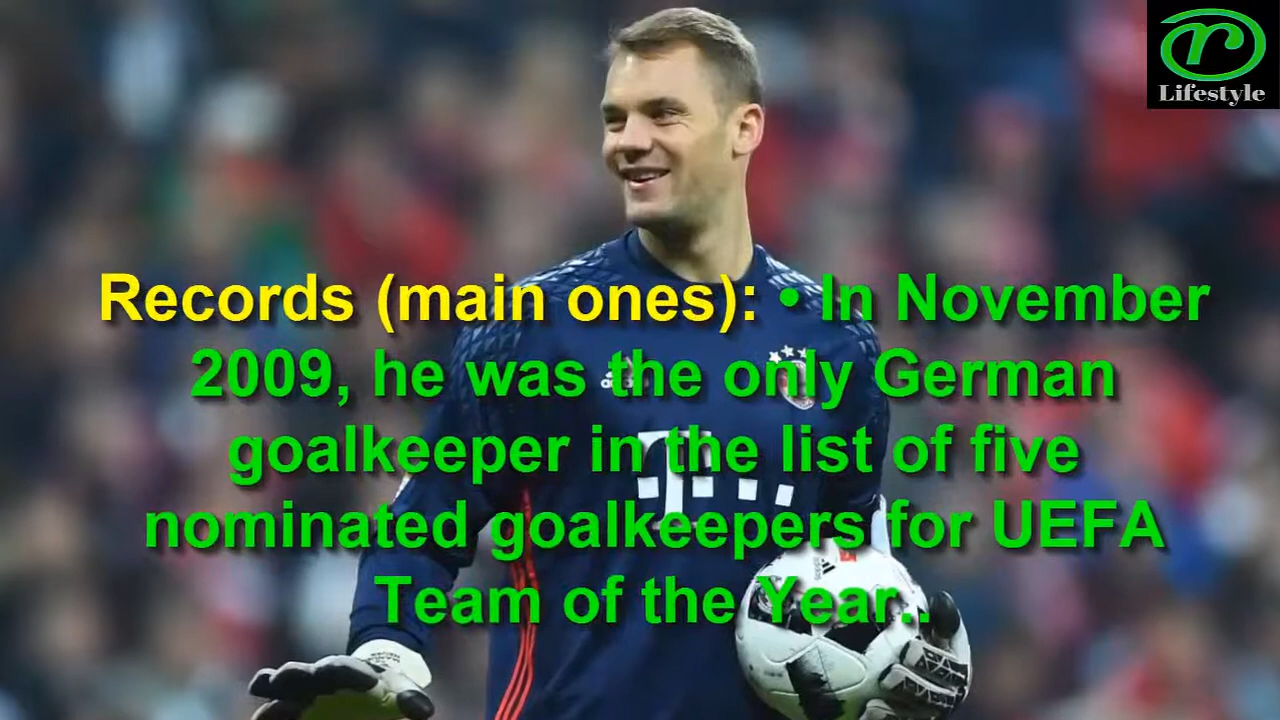 r
Lifestyle
Records (main ones): • In November
2009, he was the only German
goalkeeper in the list of five
nominated goalkeepers for UEFA
Team of the Year..
T